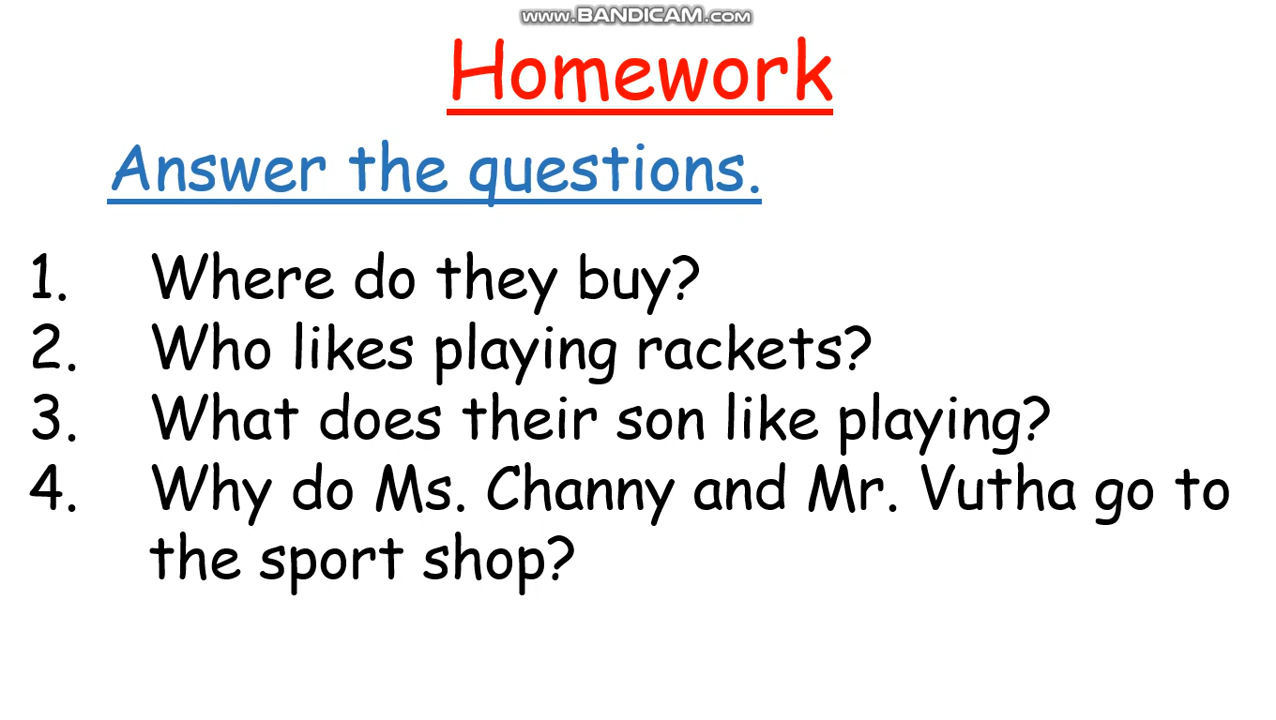 www.BANDICAM.com
Homework
Answer the questions.
1. Where do they buy?
2. Who likes playing rackets?
3. What does their son like playing?
4. Why do Ms. Channy and Mr. Vutha go to
the sport shop?